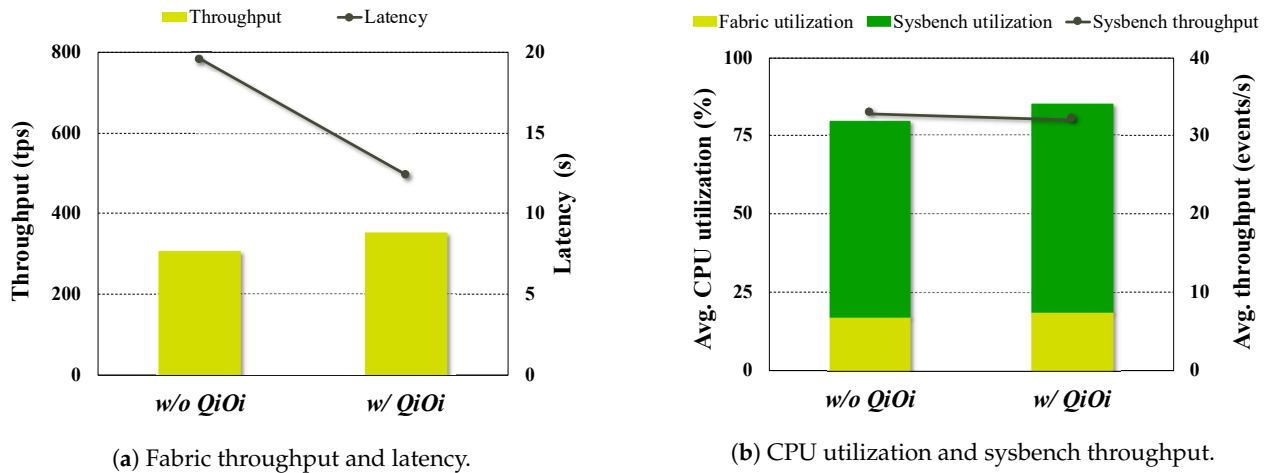 Throughput Latency
800
600
400
200
0
Throughput (tps)
20
15
10
5
0
Latency (s)
w/o QiOi w/ QiOi
(a) Fabric throughput and latency.
Fabric utilization Sysbench utilization Sysbench throughput
100
75
50
25
0
Avg. CPU utilization (%)
40
30
20
10
0
Avg. throughput (events/s)
w/o QiOi w/ QiOi
(b) CPU utilization and sysbench throughput.